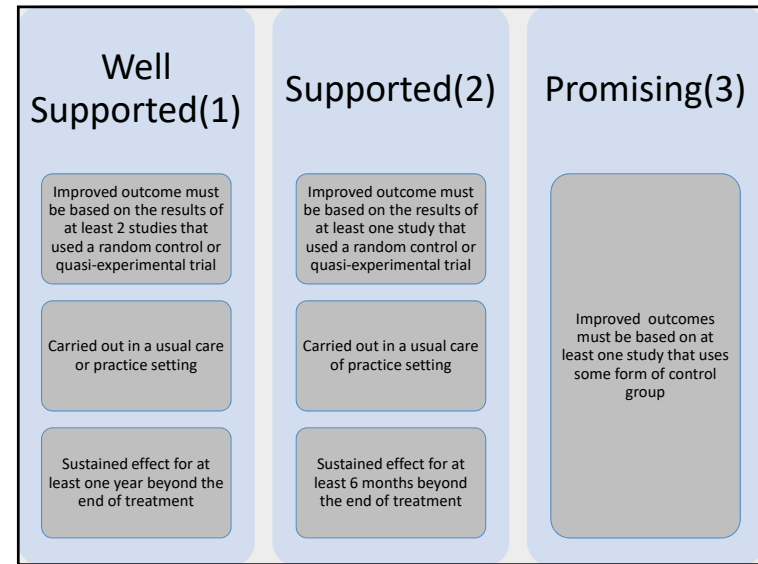 Well
Supported(1)
Improved outcome must
be based on the results of
at least 2 studies that
used a random control or
quasi-experimental trial
Carried out in a usual care
or practice setting
Sustained effect for at
least one year beyond the
end of treatment
Supported(2)
Improved outcome must
be based on the results of
at least one study that
used a random control or
quasi-experimental trial
Carried out in a usual care
of practice setting
Sustained effect for at
least 6 months beyond
the end of treatment
Promising(3)
Improved  outcomes
must be based on at
least one study that uses
some form of control
group